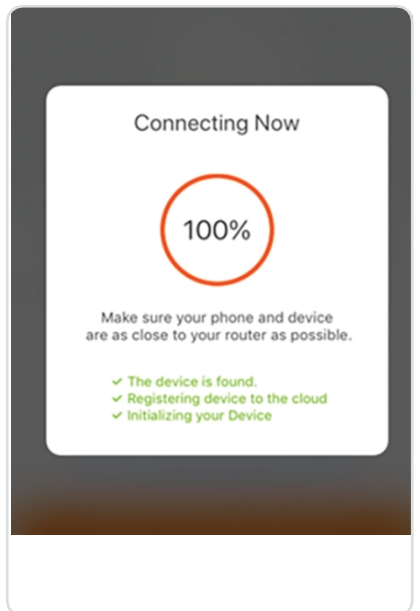 Connecting Now
100%
Make sure your phone and device
are as close to your router as possible.
✓ The device is found.
✓ Registering device to the cloud
✓ Initializing your Device